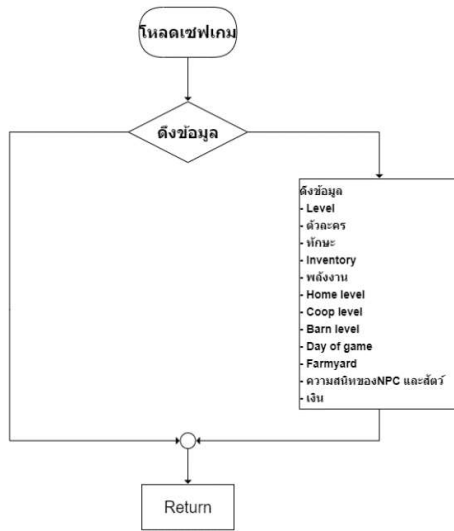 โหลดเซฟเกม
ดึงข้อมูล
ดึงข้อมูล
- Level
- ตัวละคร
- ทักษะ
- Inventory
- พลังงาน
- Home level
- Coop level
- Barn level
- Day of game
- Farmyard
- ความสนิทของNPC และสัตว์
- เงิน
Return